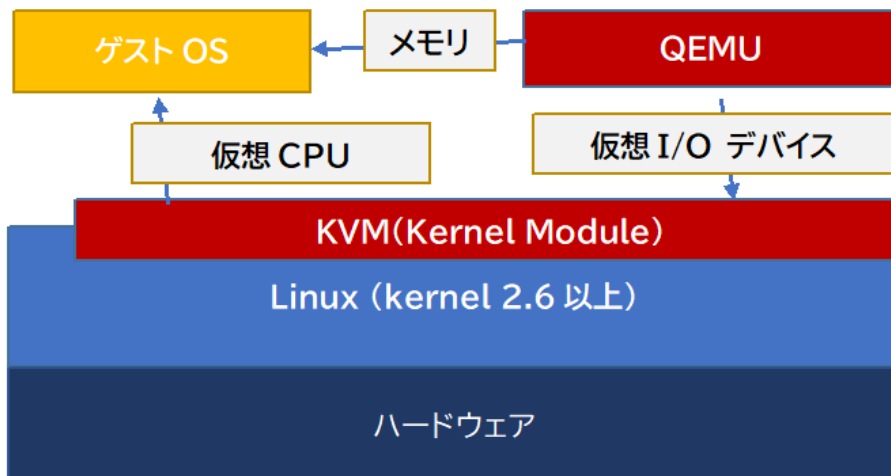 ゲスト OS
メモリ
QEMU
仮想 CPU
仮想 I/O デバイス
KVM(Kernel Module)
Linux (kernel 2.6 以上)
ハードウェア